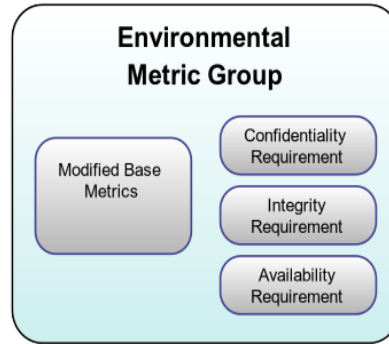 Environmental
Metric Group
Modified Base
Metrics
Confidentiality
Requirement
Integrity
Requirement
Availability
Requirement